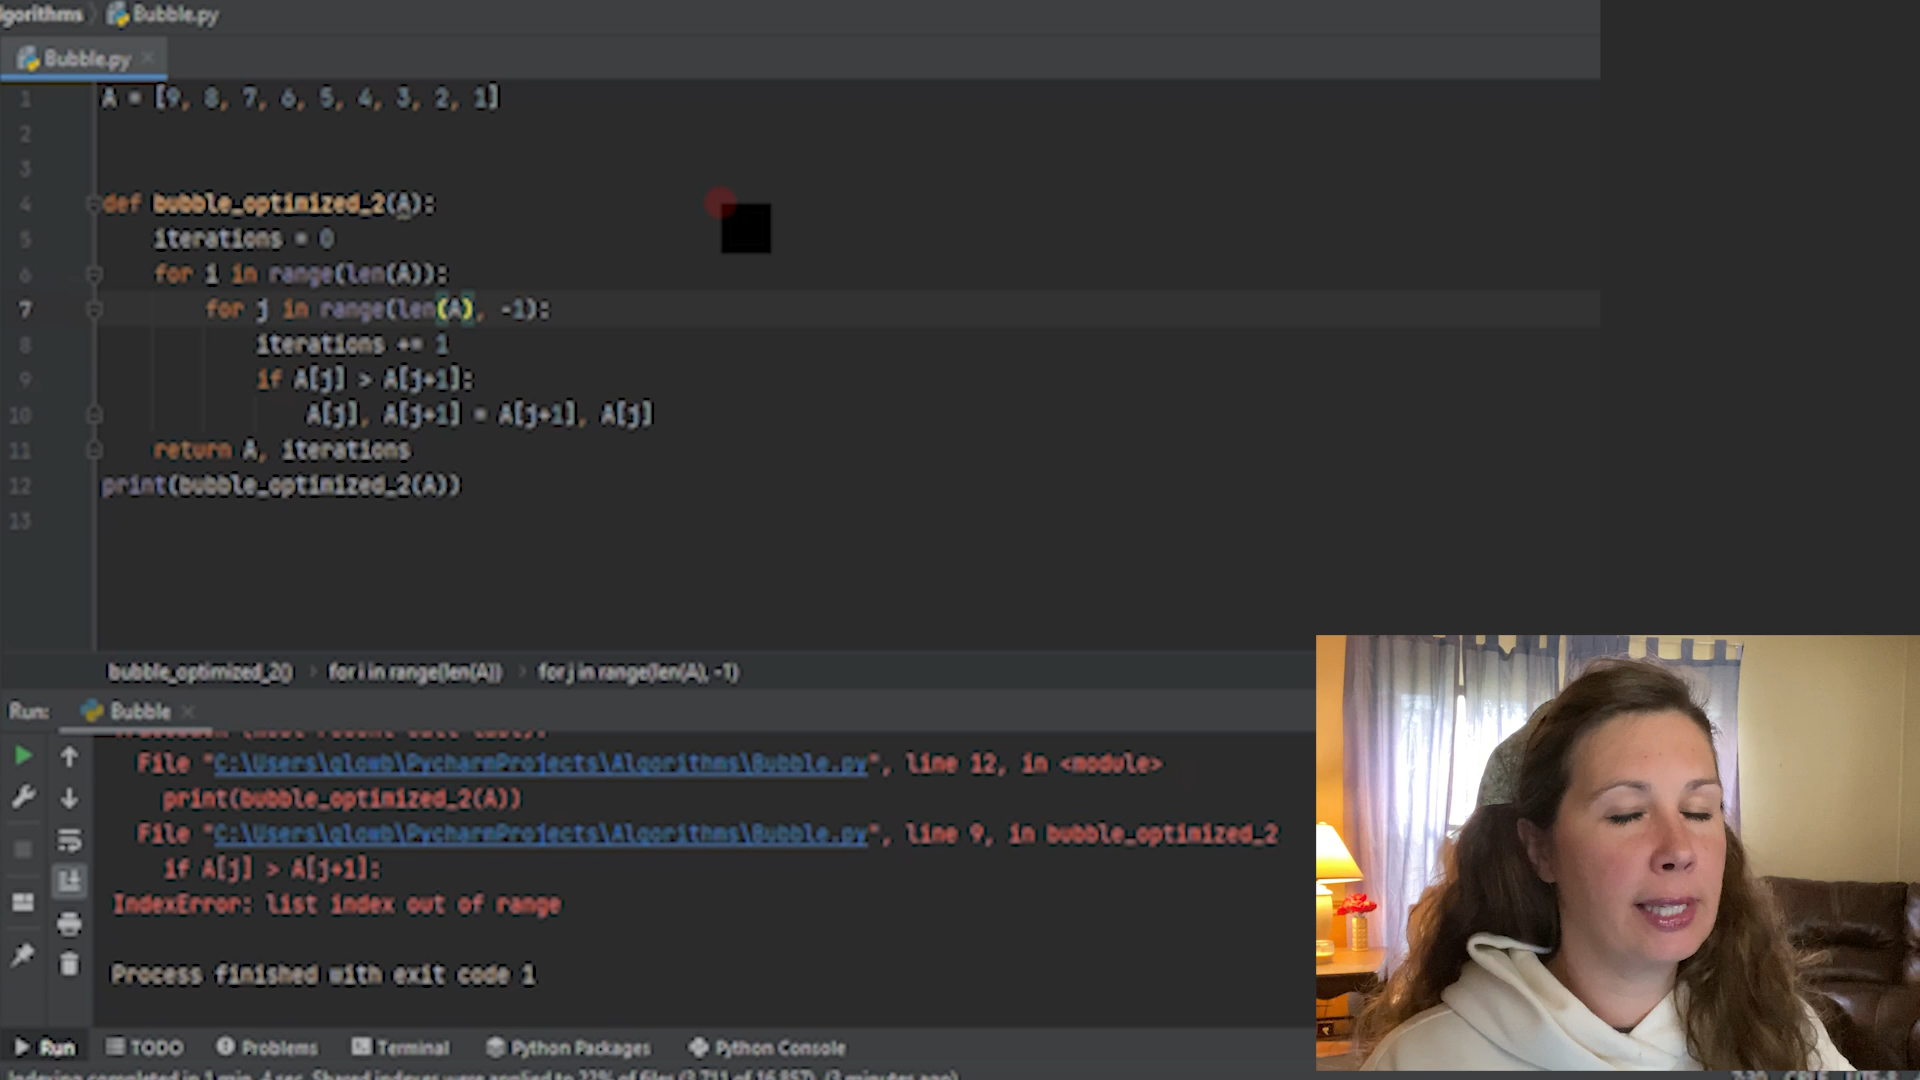 lgorithms > Bubble.py
Bubble.py
1 A = [9, 8, 7, 6, 5, 4, 3, 2, 1]
2
3
4 def bubble_optimized_2(A):
5 iterations = 0
6 for i in range(len(A)):
7 for j in range(len(A), -1):
8 iterations += 1
9 if A[j] > A[j+1]:
10 A[j], A[j+1] = A[j+1], A[j]
11 return A, iterations
12 print(bubble_optimized_2(A))
13
bubble_optimized_2() > for i in range(len(A)) > for j in range(len(A), -1)
Run: Bubble
File "C:\Users\glowb\PycharmProjects\Algorithms\Bubble.py", line 12, in <module>
print(bubble_optimized_2(A))
File "C:\Users\glowb\PycharmProjects\Algorithms\Bubble.py", line 9, in bubble_optimized_2
if A[j] > A[j+1]:
IndexError: list index out of range
Process finished with exit code 1
Run TODO Problems Terminal Python Packages Python Console